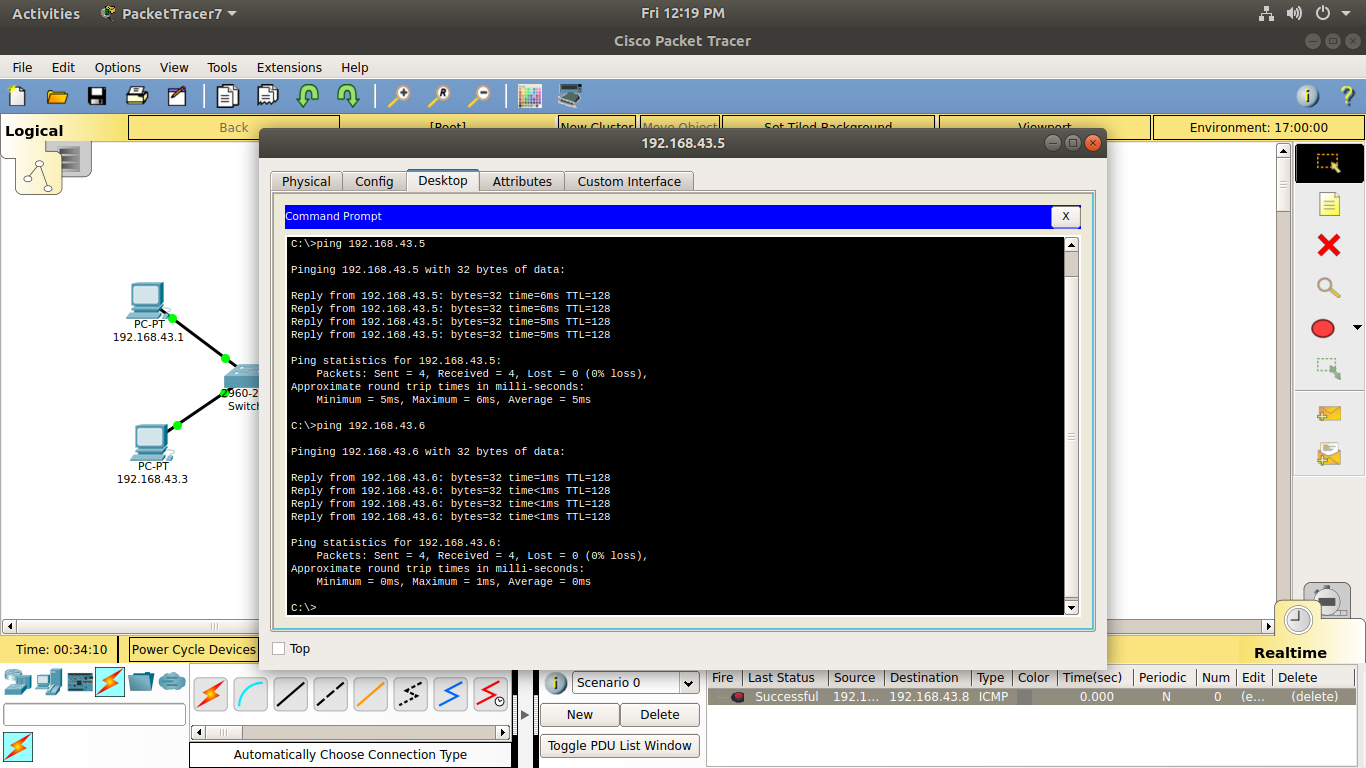 Activities PacketTracer7 Fri 12:19 PM
Cisco Packet Tracer
File Edit Options View Tools Extensions Help
Logical Back [Root] New Cluster Move Object Set Tiled Background Viewport Environment: 17:00:00
192.168.43.5
Physical Config Desktop Attributes Custom Interface
Command Prompt X
C:\>ping 192.168.43.5
Pinging 192.168.43.5 with 32 bytes of data:
Reply from 192.168.43.5: bytes=32 time=6ms TTL=128
Reply from 192.168.43.5: bytes=32 time=6ms TTL=128
Reply from 192.168.43.5: bytes=32 time=5ms TTL=128
Reply from 192.168.43.5: bytes=32 time=5ms TTL=128
Ping statistics for 192.168.43.5:
Packets: Sent = 4, Received = 4, Lost = 0 (0% loss),
Approximate round trip times in milli-seconds:
Minimum = 5ms, Maximum = 6ms, Average = 5ms
C:\>ping 192.168.43.6
Pinging 192.168.43.6 with 32 bytes of data:
Reply from 192.168.43.6: bytes=32 time=1ms TTL=128
Reply from 192.168.43.6: bytes=32 time<1ms TTL=128
Reply from 192.168.43.6: bytes=32 time<1ms TTL=128
Reply from 192.168.43.6: bytes=32 time<1ms TTL=128
Ping statistics for 192.168.43.6:
Packets: Sent = 4, Received = 4, Lost = 0 (0% loss),
Approximate round trip times in milli-seconds:
Minimum = 0ms, Maximum = 1ms, Average = 0ms
C:\>
Top
PC-PT
192.168.43.1
2960-2
Switch
PC-PT
192.168.43.3
Time: 00:34:10 Power Cycle Devices Realtime
Scenario 0
New Delete
Toggle PDU List Window
Automatically Choose Connection Type
Fire Last Status Source Destination Type Color Time(sec) Periodic Num Edit Delete
Successful 192.1... 192.168.43.8 ICMP 0.000 N 0 (e... (delete)